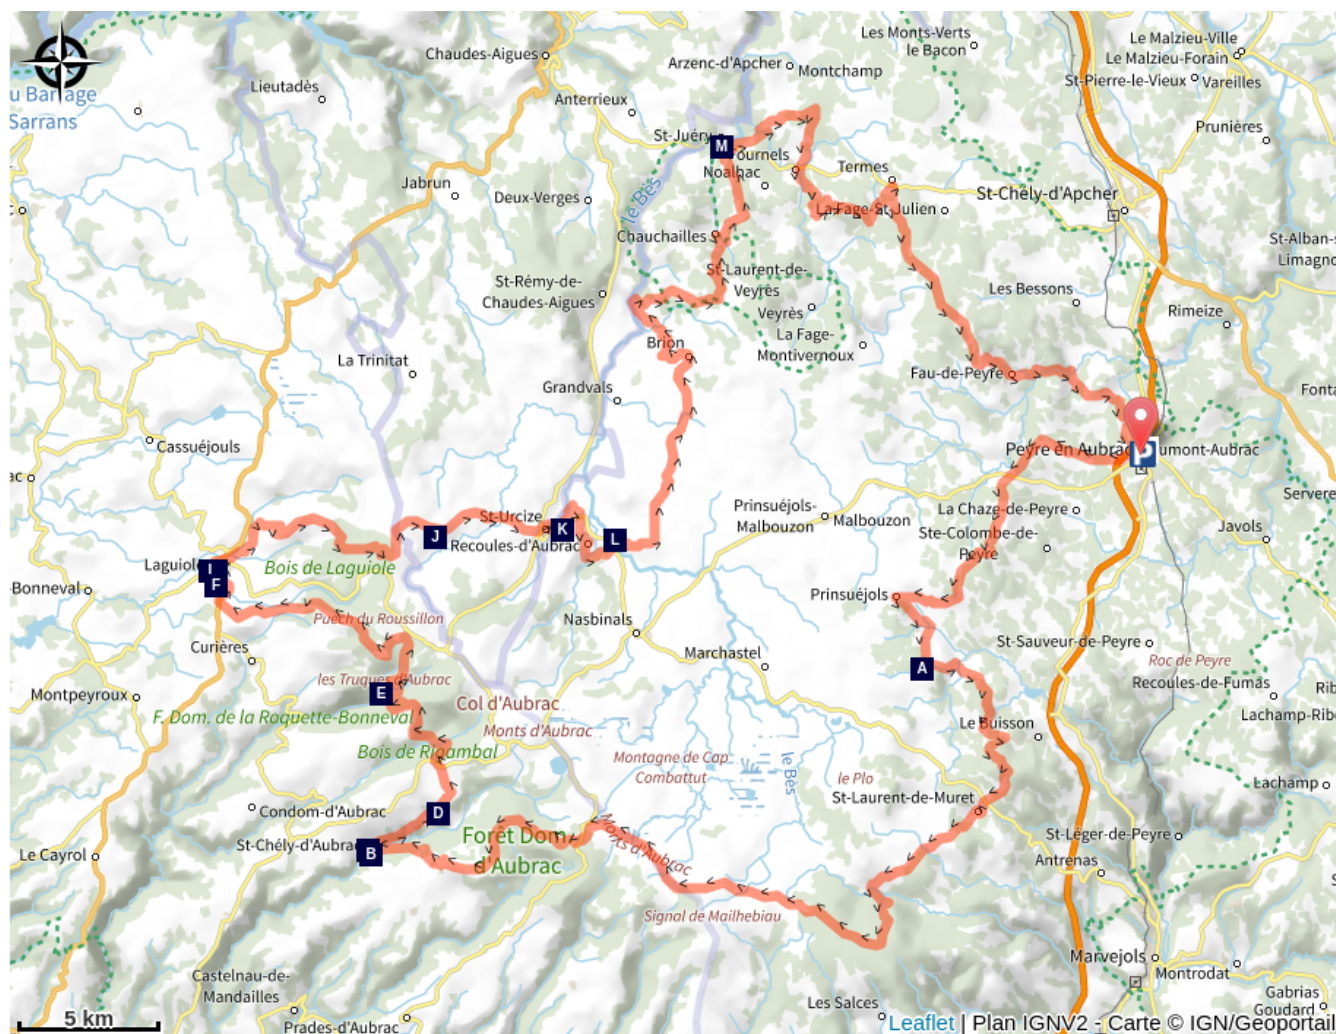 Les Monts-Verts
le Bacon
Le Malzieu-Ville
Le Malzieu-Forain
Chaudes-Aigues
Arzenc-d'Apcher
Montchamp
St-Pierre-le-Vieux
Vareilles
Lieutadès
u Barrage
Sarrans
Anterrieux
Prunières
St-Juéry
M
Fournels
Noalhac
Termes
Jabrun
Deux-Verges
le Bès
St-Chély-d'Apcher
La Fage-St-Julien
Chauchailles
St-Alban-s
Limagno
St-Rémy-de-
Chaudes-Aigues
St-Laurent-de-
Veyrès
Les Bessons
Veyrès
Rimeize
La Fage-
Montivernoux
Brion
La Trinitat
Fau-de-Peyre
Grandvals
Fonta
Cassuéjouls
Peyre en Aubrac
P
umont-Aubrac
ac
Servere
Prinsuéjols-
Malbouzon
Malbouzon
La Chaze-de-Peyre
St-Urcize
K
Javols
J
Recoules-d'Aubrac
L
Ste-Colombe-de-
Peyre
Laguiole
I
Bois de Laguiole
F
-Bonneval
Prinsuéjols
Puech du Roussillon
Nasbinals
Curières
St-Sauveur-de-Peyre
Marchastel
A
Roc de Peyre
les Truques d'Aubrac
Recoules-de-Fumas
E
Montpeyroux
Rib
Col d'Aubrac
F. Dom. de la Roquette-Bonneval
Lachamp-Ribe
Le Buisson
Monts d'Aubrac
Bois de Rigambal
Montagne de Cap
Combattut
le Bès
le Plo
Lachamp
St-Laurent-de-Muret
Condom-d'Aubrac
D
St-Léger-de-Peyre
Forêt Dom.
d'Aubrac
Monts d'Aubrac
St-Chély-d'Aubrac
B
Le Cayrol
Antrenas
Signal de Mailhebiau
Marvejols
Castelnau-de-
Mandailles
Montrodat
Les Salces
Gabrias
Goudard
5 km
Prades-d'Aubrac
Leaflet | Plan IGNV2 - Carte © IGN/Geoportail